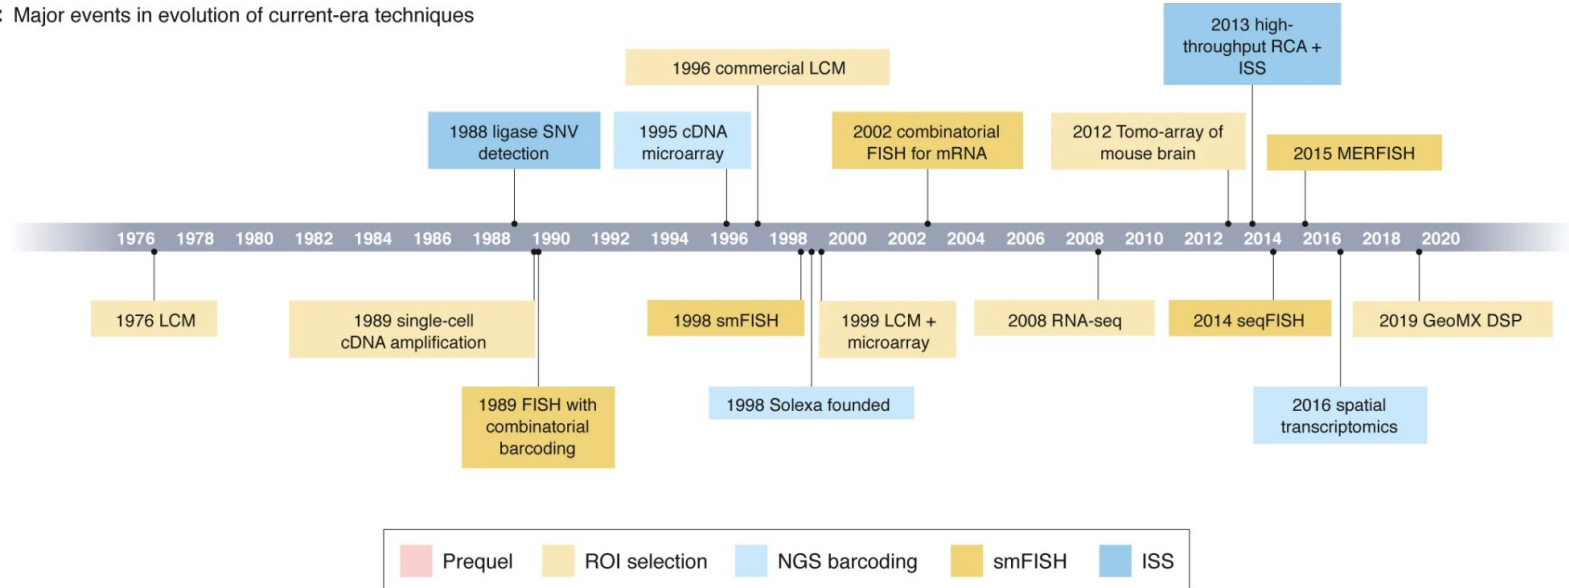 : Major events in evolution of current-era techniques
2013 high-
throughput RCA +
ISS
1996 commercial LCM
1988 ligase SNV
detection
1995 cDNA
microarray
2002 combinatorial
FISH for mRNA
2012 Tomo-array of
mouse brain
2015 MERFISH
1976 1978 1980 1982 1984 1986 1988 1990 1992 1994 1996 1998 2000 2002 2004 2006 2008 2010 2012 2014 2016 2018 2020
1976 LCM
1989 single-cell
cDNA amplification
1998 smFISH
1999 LCM +
microarray
2008 RNA-seq
2014 seqFISH
2019 GeoMX DSP
1989 FISH with
combinatorial
barcoding
1998 Solexa founded
2016 spatial
transcriptomics
Prequel ROI selection NGS barcoding smFISH ISS